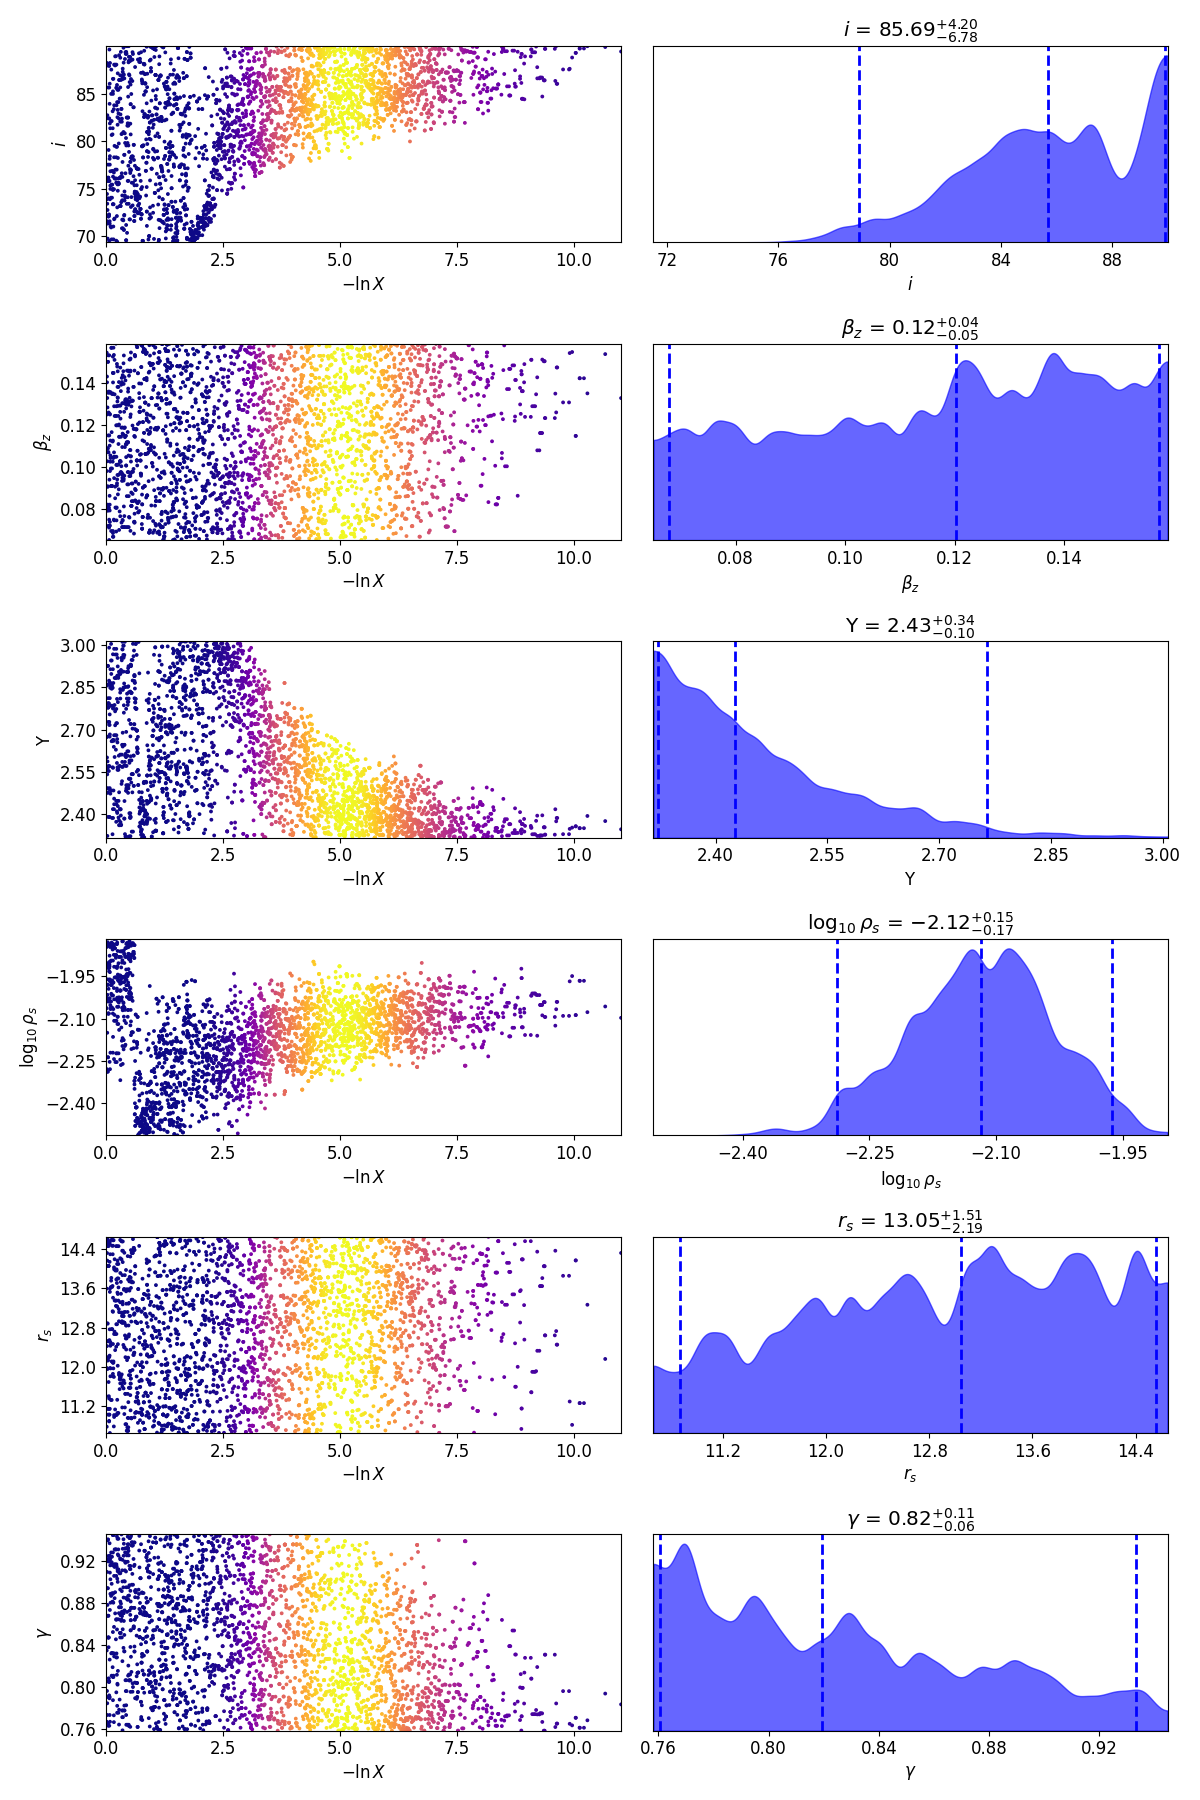 i = 85.69 +4.20 −6.78
i
85
80
75
70
0.0 2.5 5.0 7.5 10.0
−ln X
72 76 80 84 88
i
β_z = 0.12 +0.04 −0.05
β_z
0.14
0.12
0.10
0.08
0.0 2.5 5.0 7.5 10.0
−ln X
0.08 0.10 0.12 0.14
β_z
Y = 2.43 +0.34 −0.10
Y
3.00
2.85
2.70
2.55
2.40
0.0 2.5 5.0 7.5 10.0
−ln X
2.40 2.55 2.70 2.85 3.00
Y
log₁₀ ρ_s = −2.12 +0.15 −0.17
log₁₀ ρ_s
−1.95
−2.10
−2.25
−2.40
0.0 2.5 5.0 7.5 10.0
−ln X
−2.40 −2.25 −2.10 −1.95
log₁₀ ρ_s
r_s = 13.05 +1.51 −2.19
r_s
14.4
13.6
12.8
12.0
11.2
0.0 2.5 5.0 7.5 10.0
−ln X
11.2 12.0 12.8 13.6 14.4
r_s
γ = 0.82 +0.11 −0.06
γ
0.92
0.88
0.84
0.80
0.76
0.0 2.5 5.0 7.5 10.0
−ln X
0.76 0.80 0.84 0.88 0.92
γ